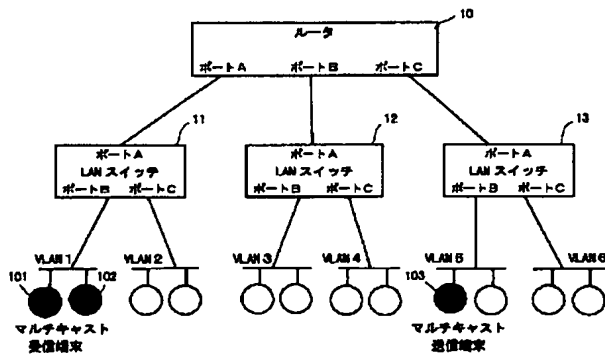 10
ルータ
ポートA ポートB ポートC
11
ポートA
LANスイッチ
ポートB ポートC
12
ポートA
LANスイッチ
ポートB ポートC
13
ポートA
LANスイッチ
ポートB ポートC
VLAN1
VLAN2
VLAN3
VLAN4
VLAN5
VLAN6
101
102
103
マルチキャスト
受信端末
マルチキャスト
送信端末